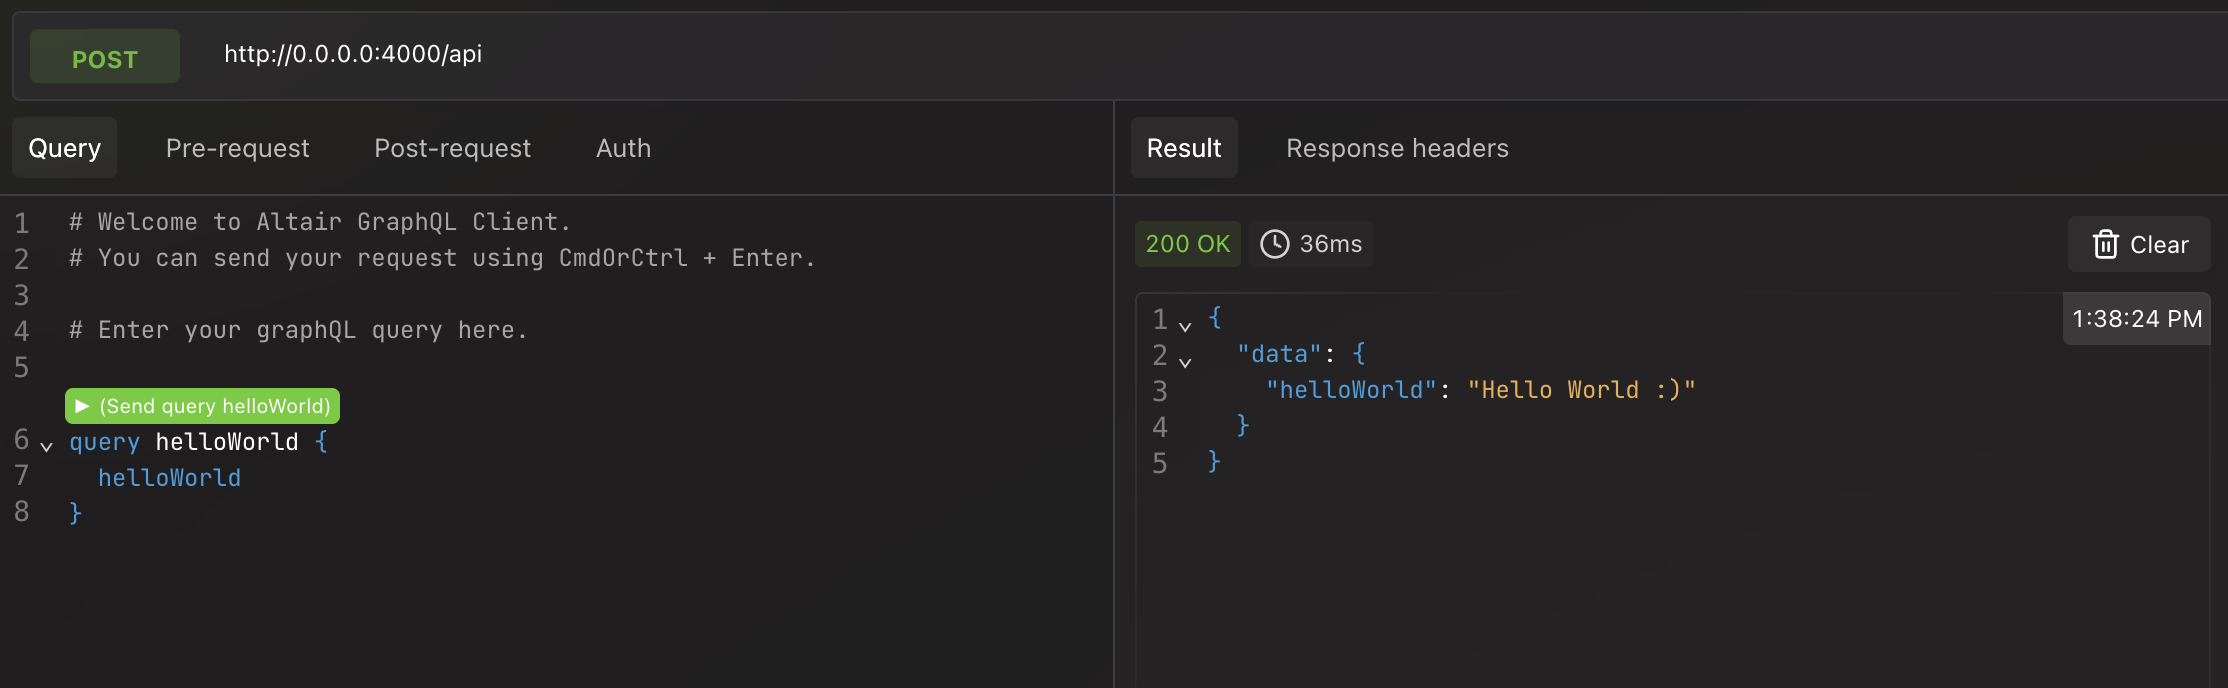 POST
http://0.0.0.0:4000/api
Query
Pre-request
Post-request
Auth
1 # Welcome to Altair GraphQL Client.
2 # You can send your request using CmdOrCtrl + Enter.
3
4 # Enter your graphQL query here.
5
(Send query helloWorld)
6 query helloWorld {
7 helloWorld
8 }
Result
Response headers
200 OK
36ms
Clear
1:38:24 PM
1 {
2 "data": {
3 "helloWorld": "Hello World :)"
4 }
5 }